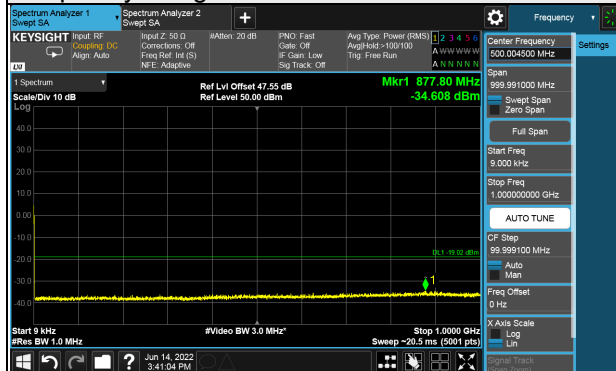 Spectrum Analyzer 1
Swept SA
Spectrum Analyzer 2
Swept SA
Frequency
KEYSIGHT
Input: RF
Coupling: DC
Align: Auto
Input Z: 50 Ω
Corrections: Off
Freq Ref: Int (S)
NFE: Adaptive
#Atten: 20 dB
PNO: Fast
Gate: Off
IF Gain: Low
Sig Track: Off
Avg Type: Power (RMS)
Avg|Hold:>100/100
Trig: Free Run
1 2 3 4 5 6
A W W W W W
A N N N N N
LXI
1 Spectrum
Scale/Div 10 dB
Log
Ref Lvl Offset 47.55 dB
Ref Level 50.00 dBm
Mkr1 877.80 MHz
-34.608 dBm
40.0
30.0
20.0
10.0
0.00
-10.0
-20.0
-30.0
-40.0
DL1 -19.02 dBm
1
Start 9 kHz
#Res BW 1.0 MHz
#Video BW 3.0 MHz*
Stop 1.0000 GHz
Sweep ~20.5 ms (5001 pts)
Jun 14, 2022
3:41:04 PM
Center Frequency
500.004500 MHz
Settings
Span
999.991000 MHz
Swept Span
Zero Span
Full Span
Start Freq
9.000 kHz
Stop Freq
1.000000000 GHz
AUTO TUNE
CF Step
99.999100 MHz
Auto
Man
Freq Offset
0 Hz
X Axis Scale
Log
Lin
Signal Track
(Span Zoom)